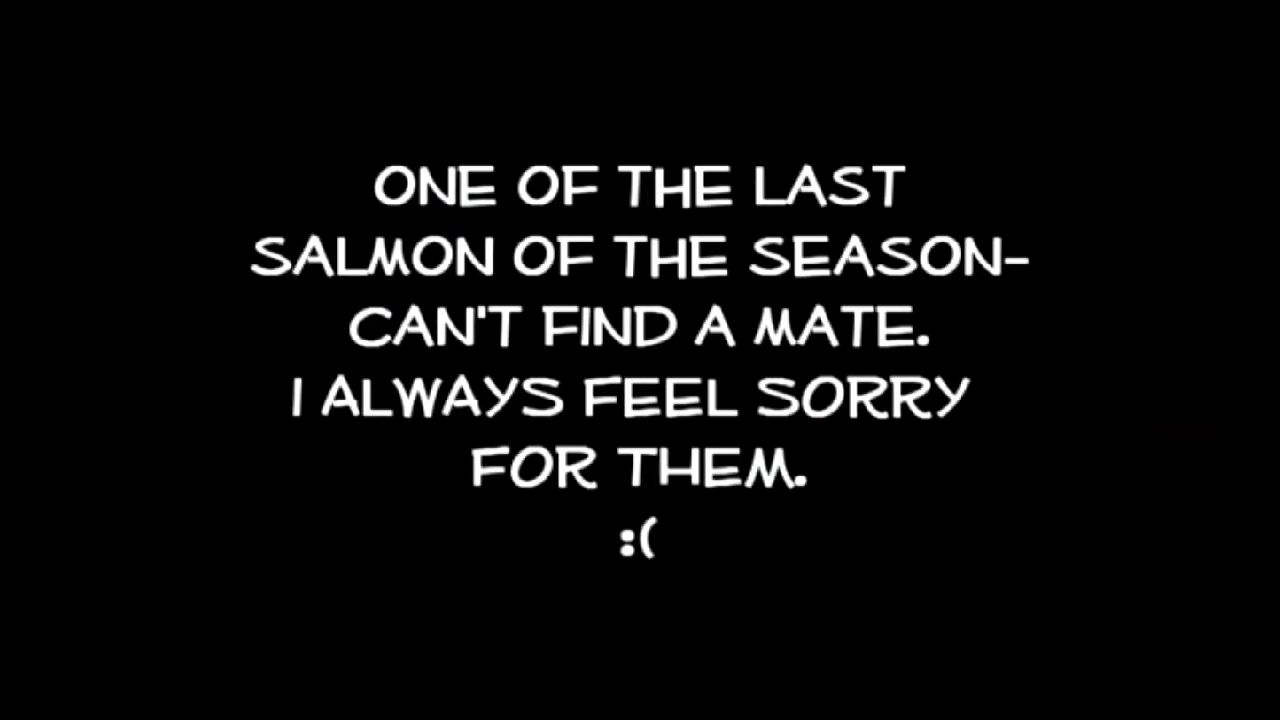 ONE OF THE LAST
SALMON OF THE SEASON-
CAN'T FIND A MATE.
I ALWAYS FEEL SORRY
FOR THEM.
:(